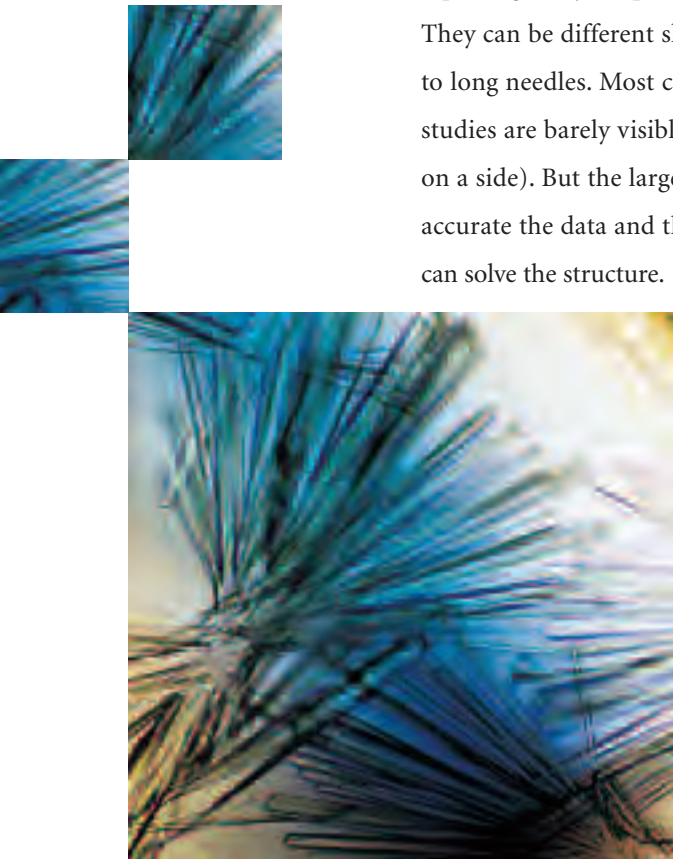 They can be different
to long needles. Most
studies are barely
on a side). But the
accurate the data and
can solve the structure.